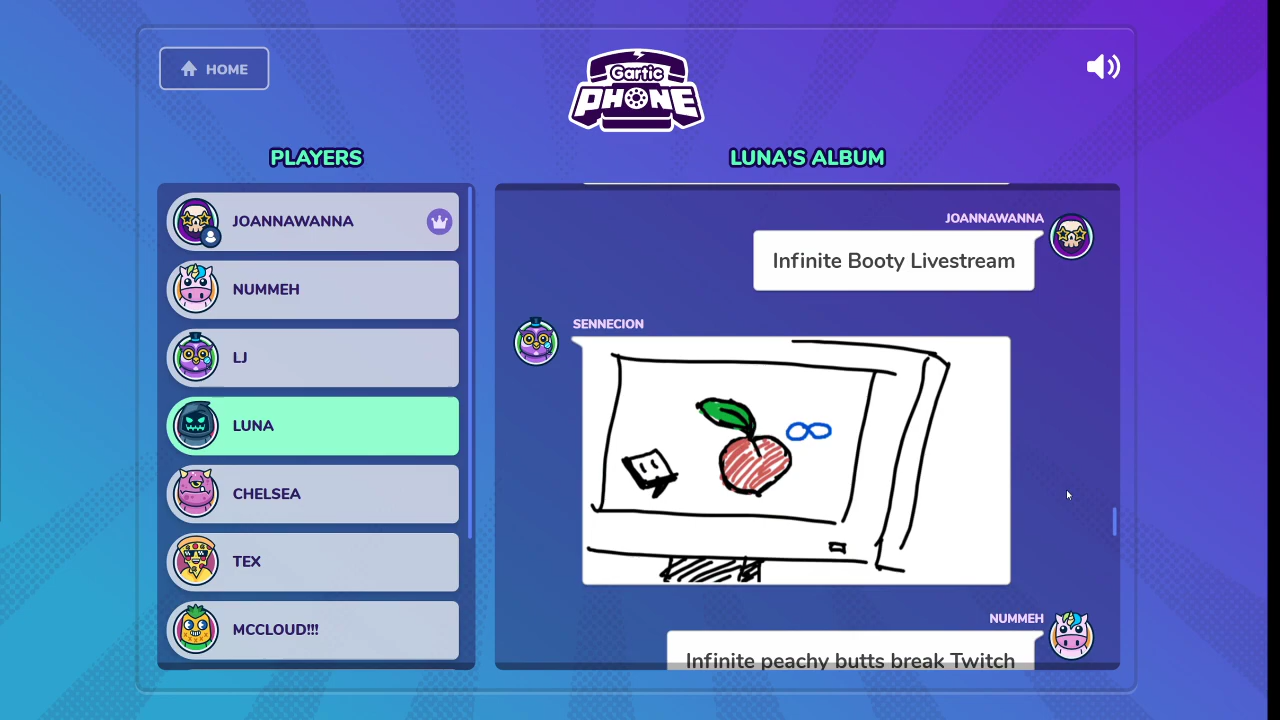 HOME
Gartic
PHONE
PLAYERS
LUNA'S ALBUM
JOANNAWANNA
NUMMEH
LJ
LUNA
CHELSEA
TEX
MCCLOUD!!!
JOANNAWANNA
Infinite Booty Livestream
SENNECION
NUMMEH
Infinite peachy butts break Twitch